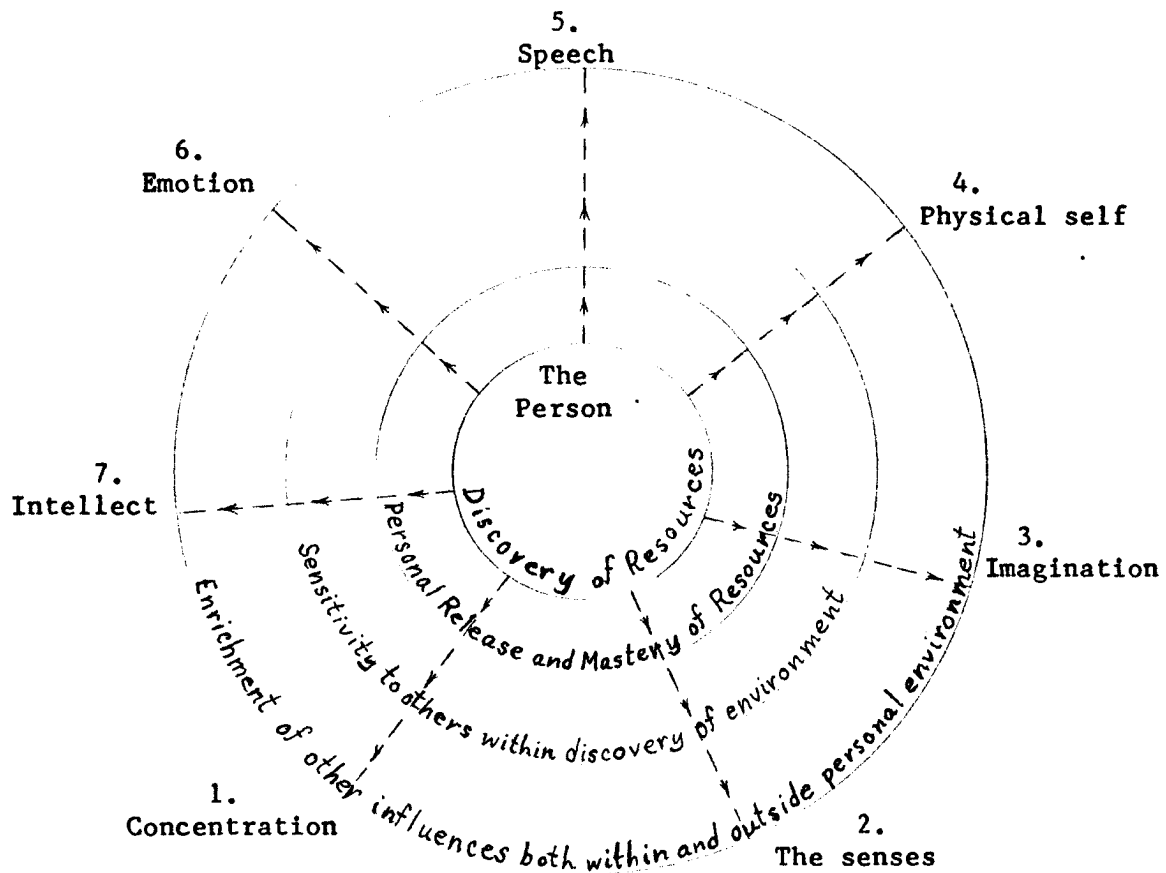 5.
Speech
6.
Emotion
4.
Physical self
The
Person
7.
Intellect
3.
Imagination
Discovery of Resources
Personal Release and Mastery of Resources
Sensitivity to others within discovery of environment
Enrichment of other influences both within and outside personal environment
1.
Concentration
2.
The senses